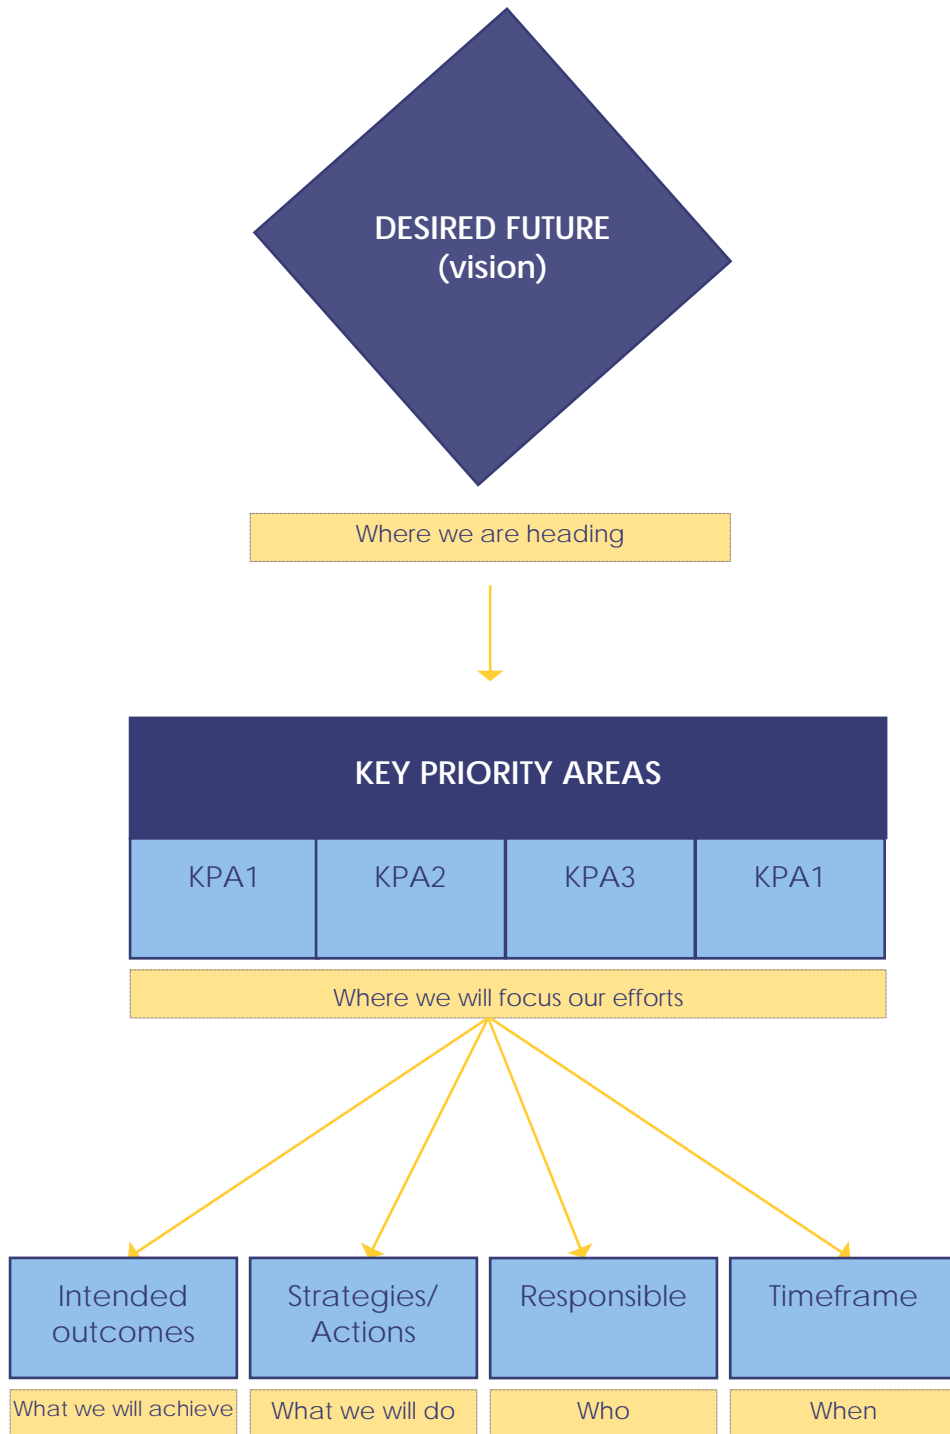 DESIRED FUTURE
(vision)
Where we are heading
KEY PRIORITY AREAS
KPA1
KPA2
KPA3
KPA1
Where we will focus our efforts
Intended
outcomes
Strategies/
Actions
Responsible
Timeframe
What we will achieve
What we will do
Who
When